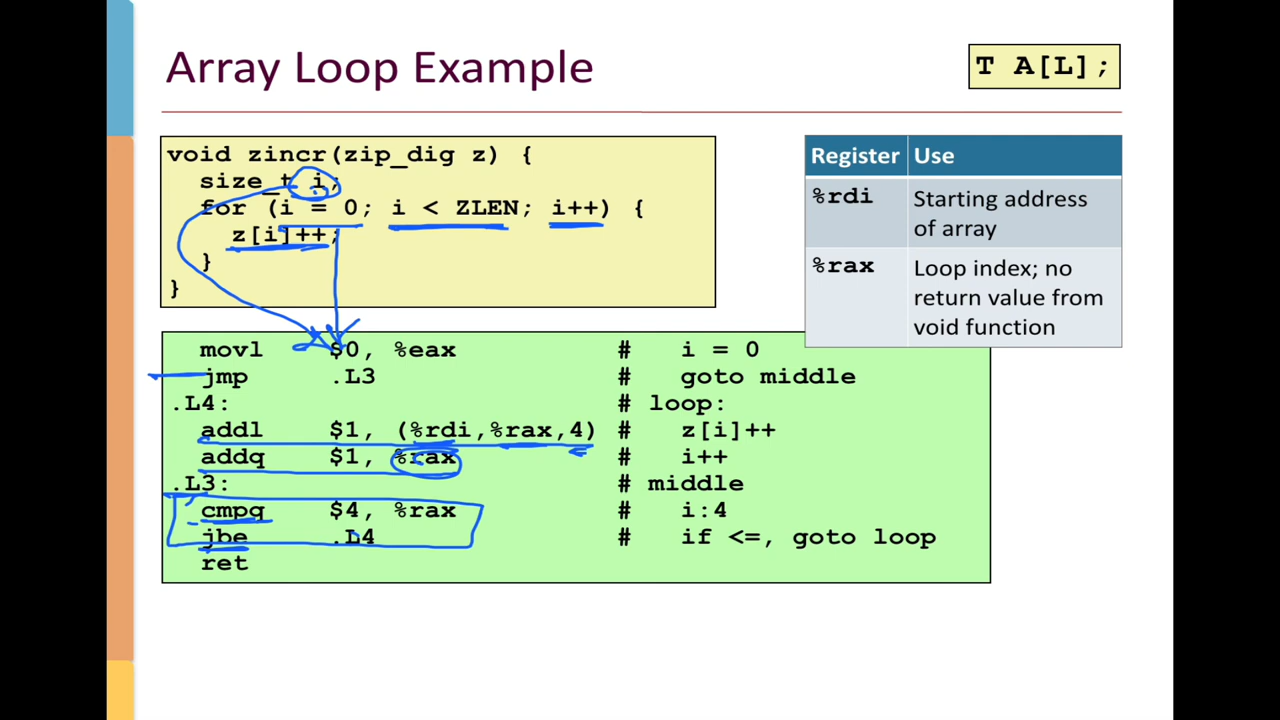 Array Loop Example
T A[L];
void zincr(zip_dig z) {
  size_t i;
  for (i = 0; i < ZLEN; i++) {
    z[i]++;
  }
}
Register Use
%rdi Starting address
of array
%rax Loop index; no
return value from
void function
  movl $0, %eax # i = 0
  jmp .L3 # goto middle
.L4: # loop:
  addl $1, (%rdi,%rax,4) # z[i]++
  addq $1, %rax # i++
.L3: # middle
  cmpq $4, %rax # i:4
  jbe .L4 # if <=, goto loop
  ret